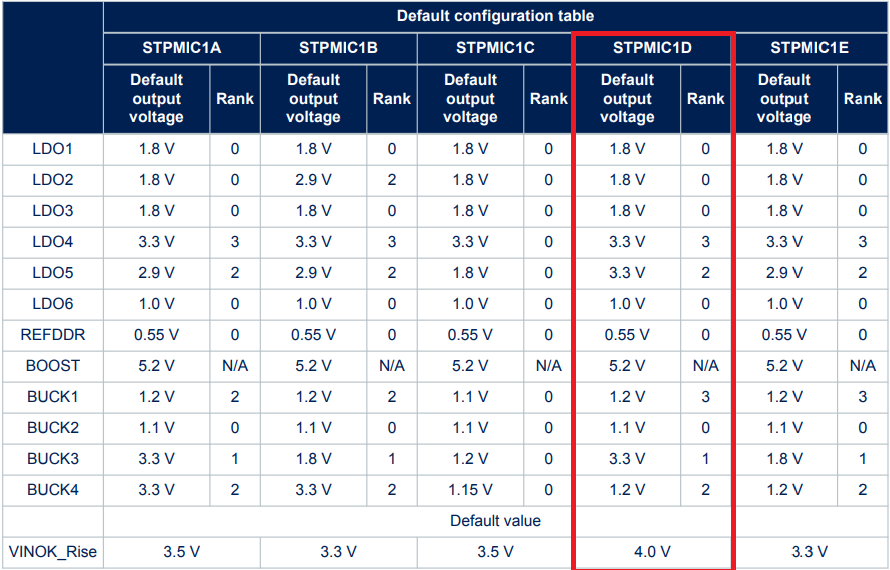 Default configuration table
STPMIC1A STPMIC1B STPMIC1C STPMIC1D STPMIC1E
Default output voltage Rank Default output voltage Rank Default output voltage Rank Default output voltage Rank Default output voltage Rank
LDO1 1.8 V 0 1.8 V 0 1.8 V 0 1.8 V 0 1.8 V 0
LDO2 1.8 V 0 2.9 V 2 1.8 V 0 1.8 V 0 1.8 V 0
LDO3 1.8 V 0 1.8 V 0 1.8 V 0 1.8 V 0 1.8 V 0
LDO4 3.3 V 3 3.3 V 3 3.3 V 0 3.3 V 3 3.3 V 3
LDO5 2.9 V 2 2.9 V 2 1.8 V 0 3.3 V 2 2.9 V 2
LDO6 1.0 V 0 1.0 V 0 1.0 V 0 1.0 V 0 1.0 V 0
REFDDR 0.55 V 0 0.55 V 0 0.55 V 0 0.55 V 0 0.55 V 0
BOOST 5.2 V N/A 5.2 V N/A 5.2 V N/A 5.2 V N/A 5.2 V N/A
BUCK1 1.2 V 2 1.2 V 2 1.1 V 0 1.2 V 3 1.2 V 3
BUCK2 1.1 V 0 1.1 V 0 1.1 V 0 1.1 V 0 1.1 V 0
BUCK3 3.3 V 1 1.8 V 1 1.2 V 0 3.3 V 1 1.8 V 1
BUCK4 3.3 V 2 3.3 V 2 1.15 V 0 1.2 V 2 1.2 V 2
Default value
VINOK_Rise 3.5 V 3.3 V 3.5 V 4.0 V 3.3 V